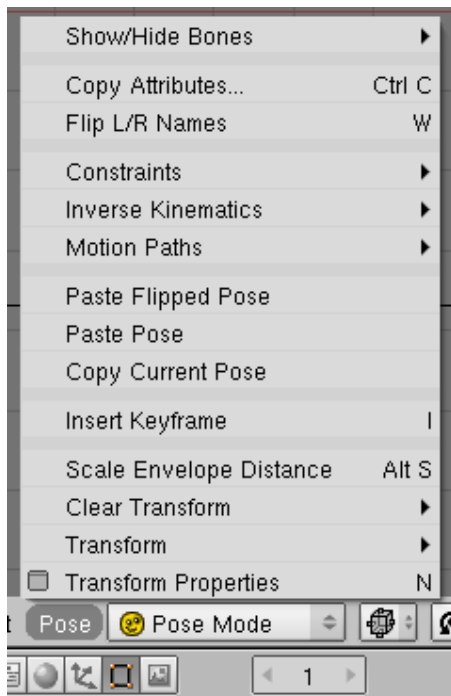 Show/Hide Bones
Copy Attributes... Ctrl C
Flip L/R Names W
Constraints
Inverse Kinematics
Motion Paths
Paste Flipped Pose
Paste Pose
Copy Current Pose
Insert Keyframe I
Scale Envelope Distance Alt S
Clear Transform
Transform
Transform Properties N
Pose Pose Mode
1